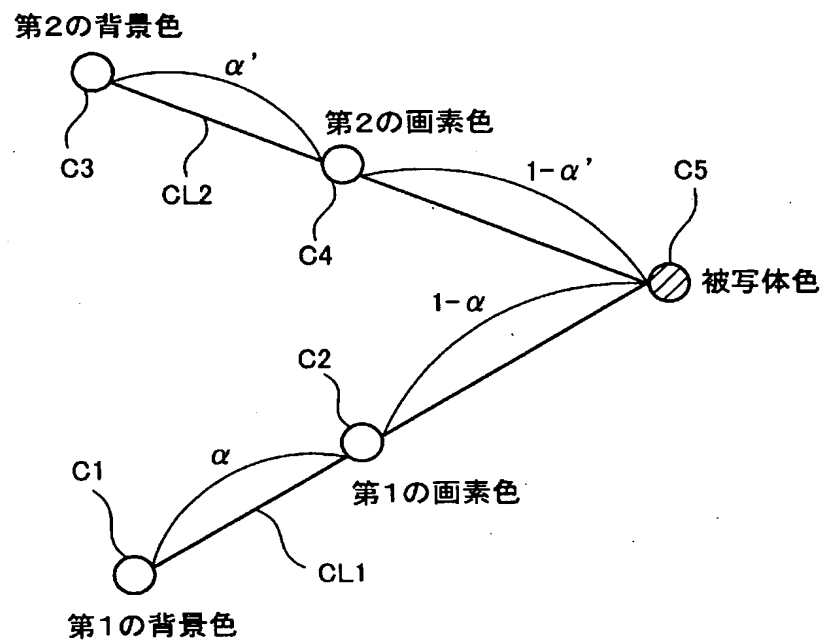 第2の背景色
α'
第2の画素色
C3
CL2
1-α'
C5
C4
被写体色
1-α
C2
C1
α
第1の画素色
CL1
第1の背景色